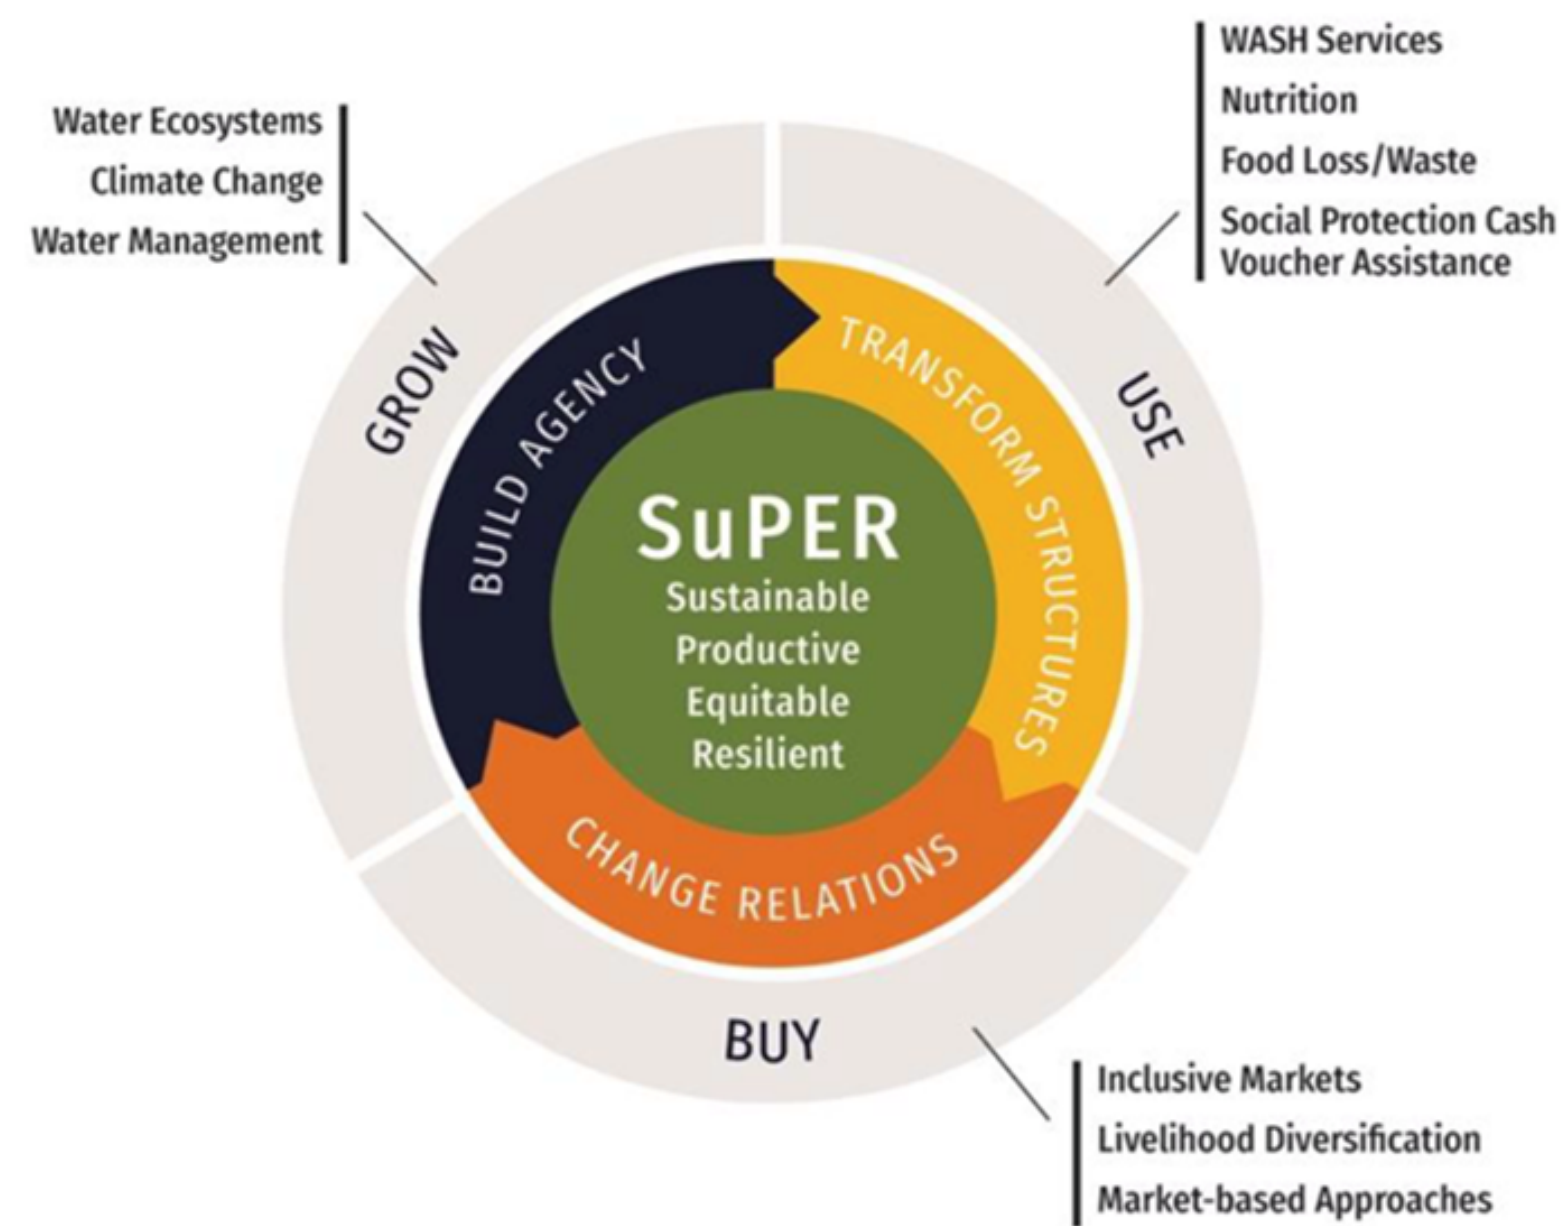 Water Ecosystems
Climate Change
Water Management
WASH Services
Nutrition
Food Loss/Waste
Social Protection Cash
Voucher Assistance
GROW
USE
BUILD AGENCY
TRANSFORM STRUCTURES
SuPER
Sustainable
Productive
Equitable
Resilient
CHANGE RELATIONS
BUY
Inclusive Markets
Livelihood Diversification
Market-based Approaches